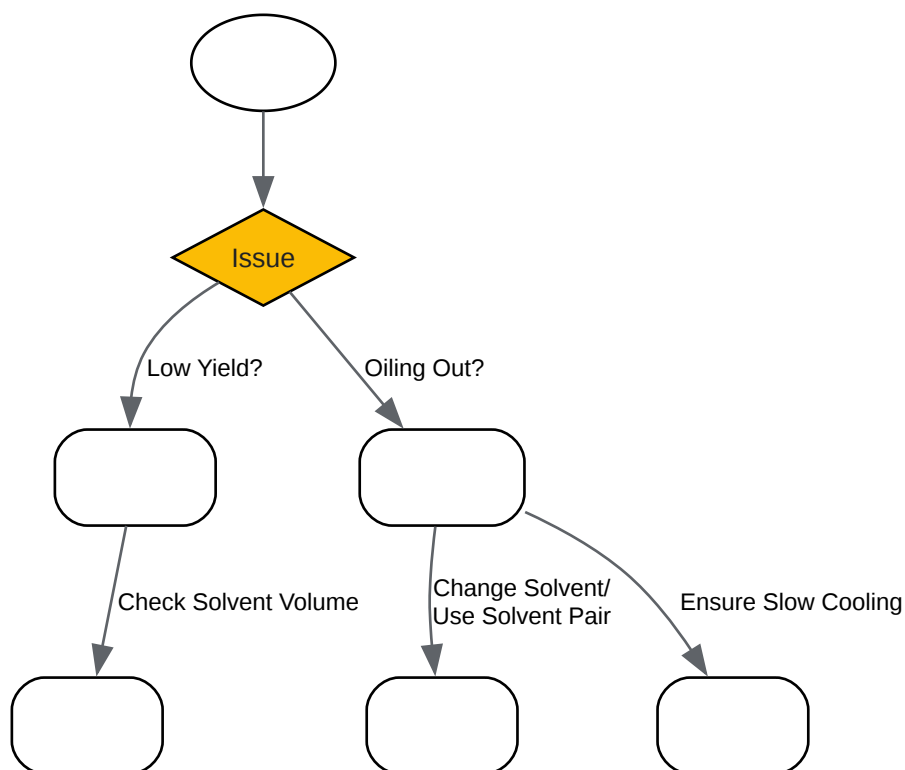 Issue
Low Yield?
Oiling Out?
Check Solvent Volume
Change Solvent/
Use Solvent Pair
Ensure Slow Cooling